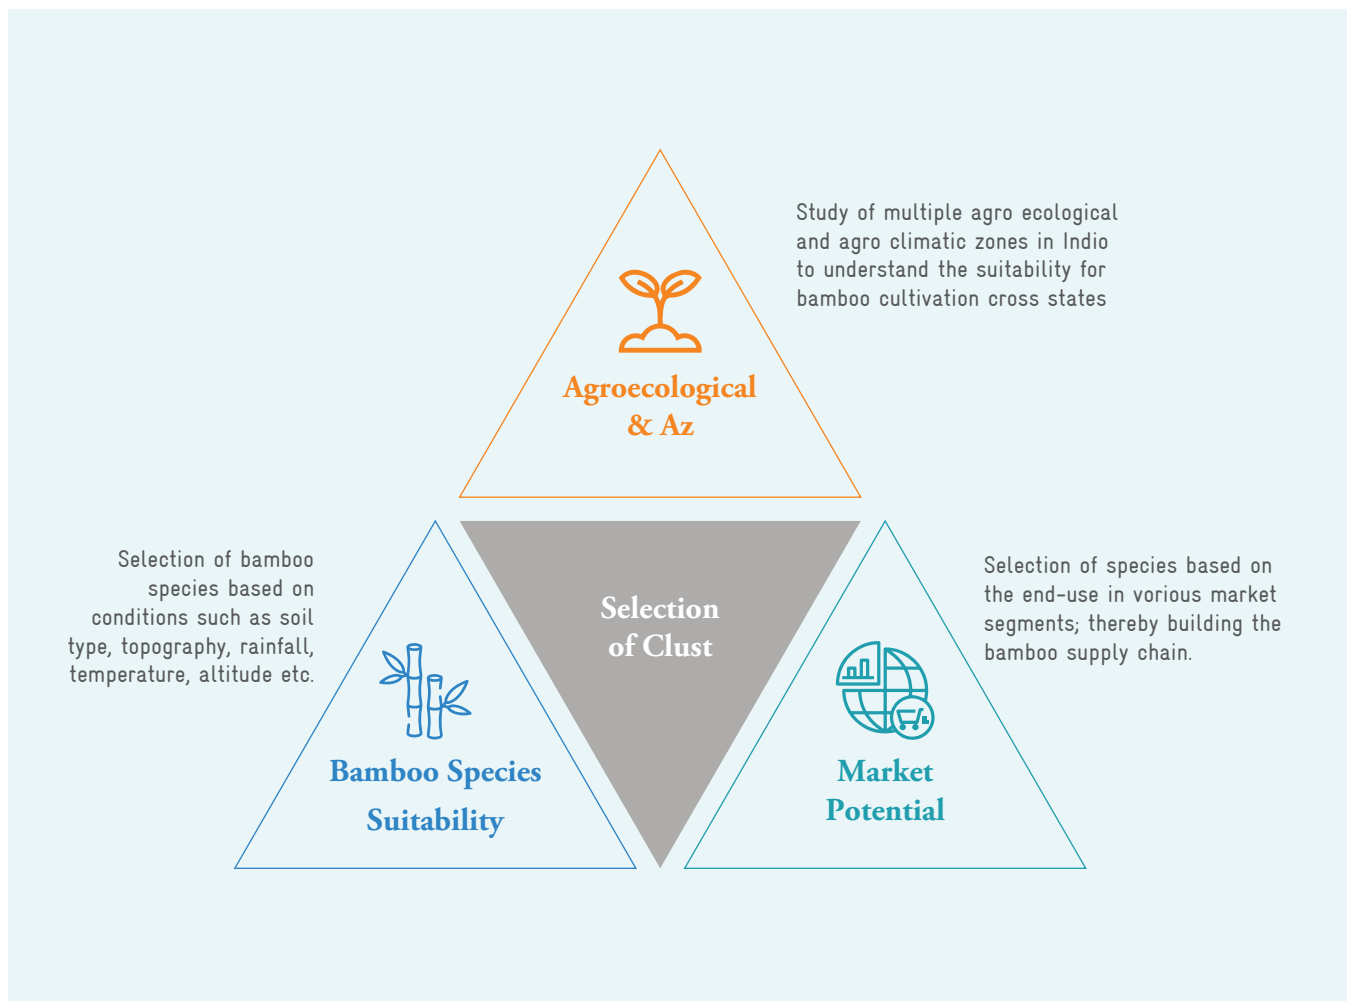 Study of multiple agro ecological
and agro climatic zones in Indio
to understand the suitability for
bamboo cultivation cross states
Agroecological
& Az
Selection of bamboo
species based on
conditions such as soil
type, topography, rainfall,
temperature, altitude etc.
Selection
of Clust
Selection of species based on
the end-use in vorious market
segments; thereby building the
bamboo supply chain.
Bamboo Species
Suitability
Market
Potential